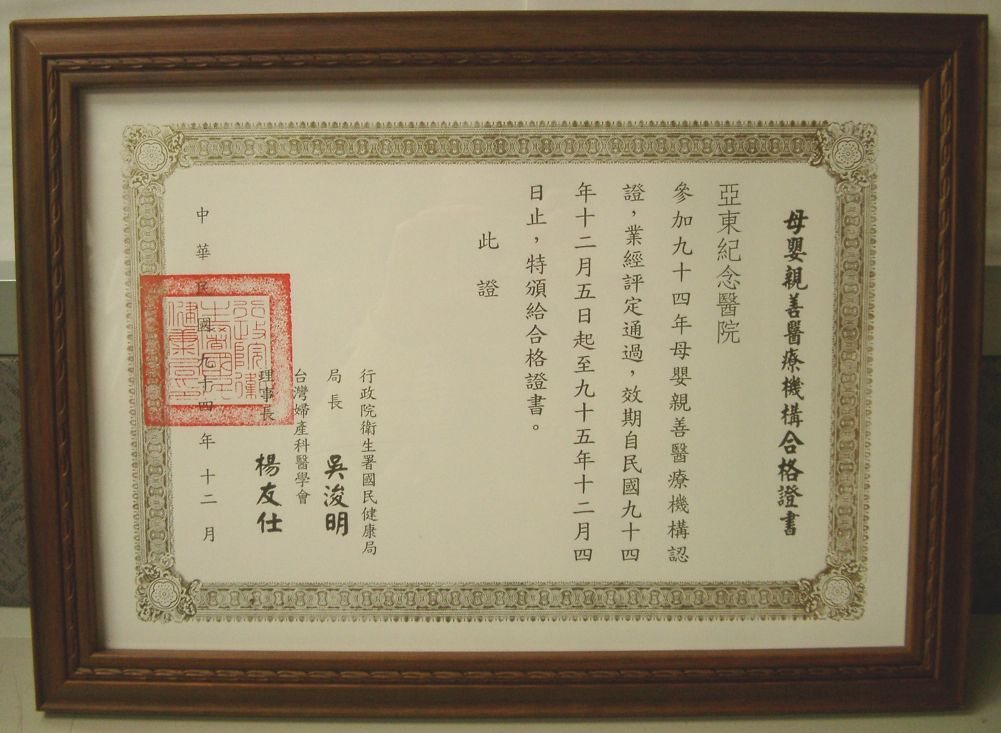 母嬰親善醫療機構合格證書
亞東紀念醫院
參加九十四年母嬰親善醫療機構認
證，業經評定通過，效期自民國九十四
年十二月五日起至九十五年十二月四
日止，特頒給合格證書。
此證
行政院衛生署國民健康局
局長 吳浚明
台灣婦產科醫學會
理事長 楊友仕
中華民國九十四年十二月